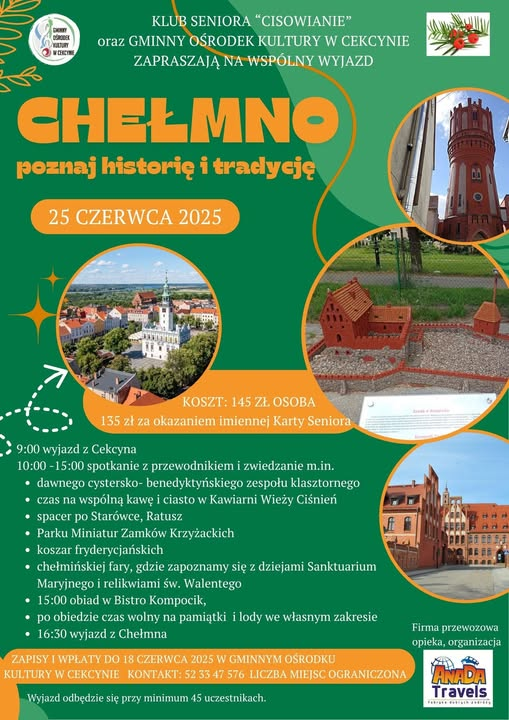 GMINNY
OŚRODEK
KULTURY
W CEKCYNIE
KLUB SENIORA “CISOWIANIE”
oraz GMINNY OŚRODEK KULTURY W CEKCYNIE
ZAPRASZAJĄ NA WSPÓLNY WYJAZD
CHEŁMNO
poznaj historię i tradycję
25 CZERWCA 2025
KOSZT: 145 ZŁ OSOBA
135 zł za okazaniem imiennej Karty Seniora
9:00 wyjazd z Cekcyna
10:00 -15:00 spotkanie z przewodnikiem i zwiedzanie m.in.
• dawnego cystersko- benedyktyńskiego zespołu klasztornego
• czas na wspólną kawę i ciasto w Kawiarni Wieży Ciśnień
• spacer po Starówce, Ratusz
• Parku Miniatur Zamków Krzyżackich
• koszar fryderycjańskich
• chełmińskiej fary, gdzie zapoznamy się z dziejami Sanktuarium
Maryjnego i relikwiami św. Walentego
• 15:00 obiad w Bistro Kompocik,
• po obiedzie czas wolny na pamiątki i lody we własnym zakresie
• 16:30 wyjazd z Chełmna
Firma przewozowa
opieka, organizacja
ANADA
Travels
fabryka dobrych podróży
ZAPISY I WPŁATY DO 18 CZERWCA 2025 W GMINNYM OŚRODKU
KULTURY W CEKCYNIE KONTAKT: 52 33 47 576 LICZBA MIEJSC OGRANICZONA
Wyjazd odbędzie się przy minimum 45 uczestnikach.